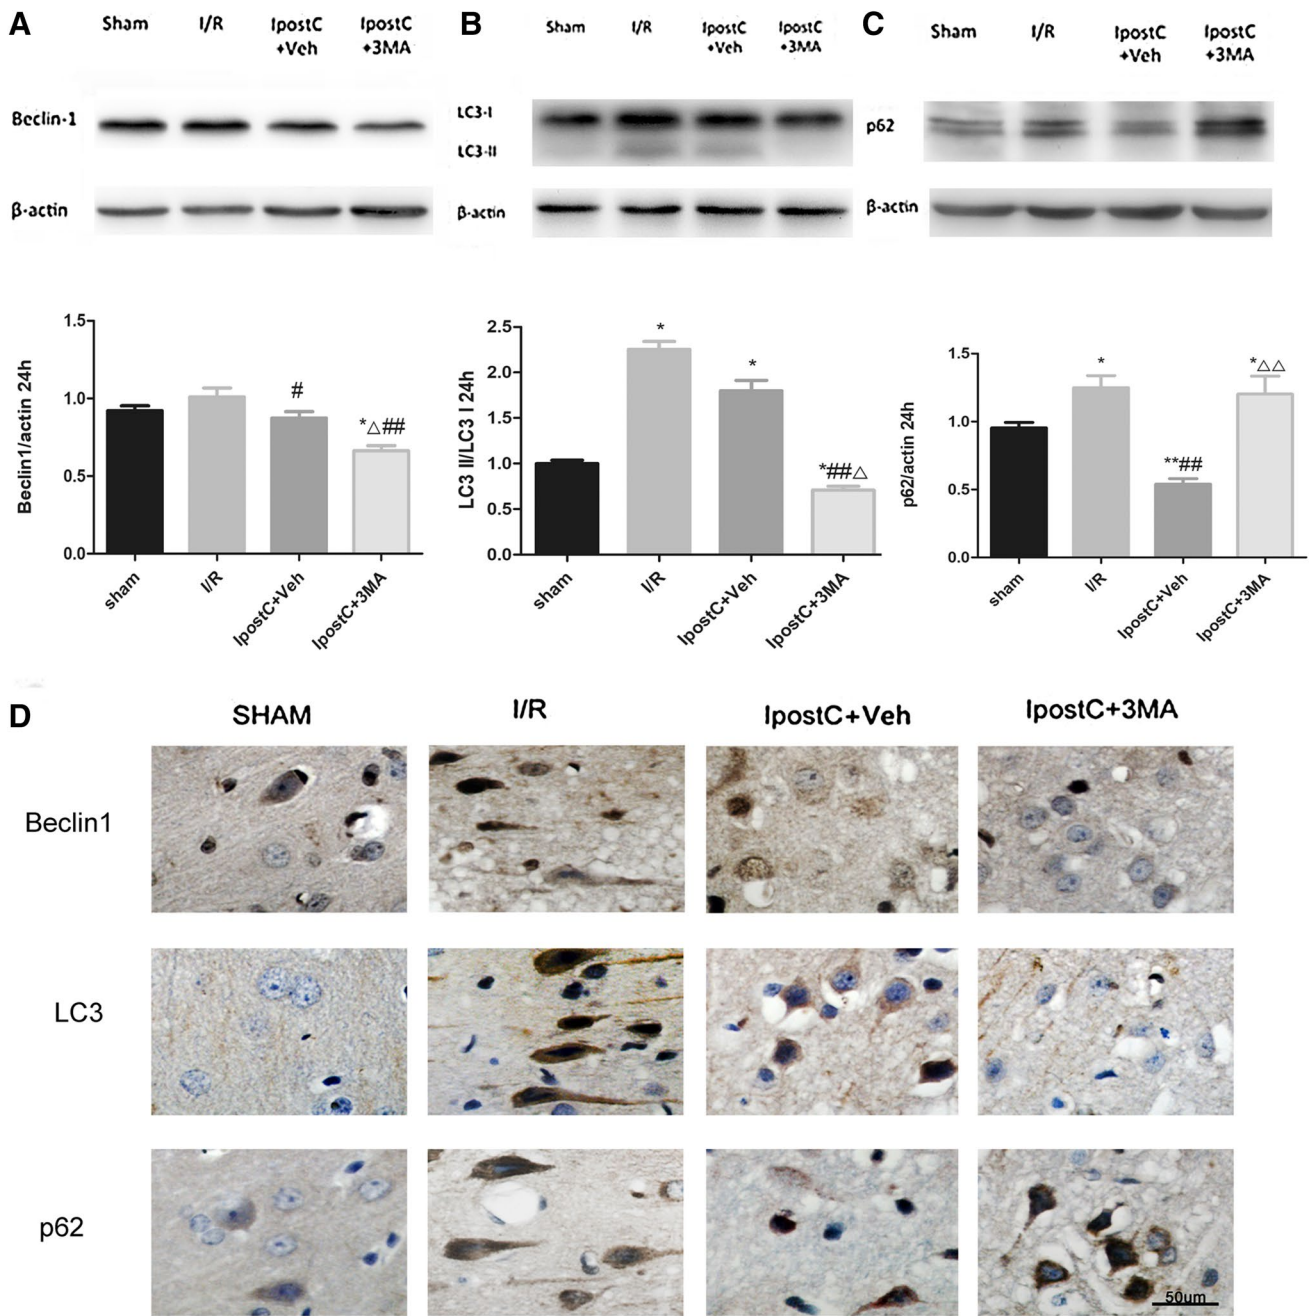 A
Sham I/R IpostC +Veh IpostC +3MA
Beclin-1
β-actin
Beclin1/actin 24h
1.5
1.0
0.5
0.0
#
*△##
sham I/R IpostC+Veh IpostC+3MA
B
Sham I/R IpostC +Veh IpostC +3MA
LC3-I
LC3-II
β-actin
LC3 II/LC3 I 24h
2.5
2.0
1.5
1.0
0.5
0.0
*
*
*##△
sham I/R IpostC+Veh IpostC+3MA
C
Sham I/R IpostC +Veh IpostC +3MA
p62
β-actin
p62/actin 24h
1.5
1.0
0.5
0.0
*
**##
*△△
sham I/R IpostC+Veh IpostC+3MA
D
SHAM I/R IpostC+Veh IpostC+3MA
Beclin1
LC3
p62
50um